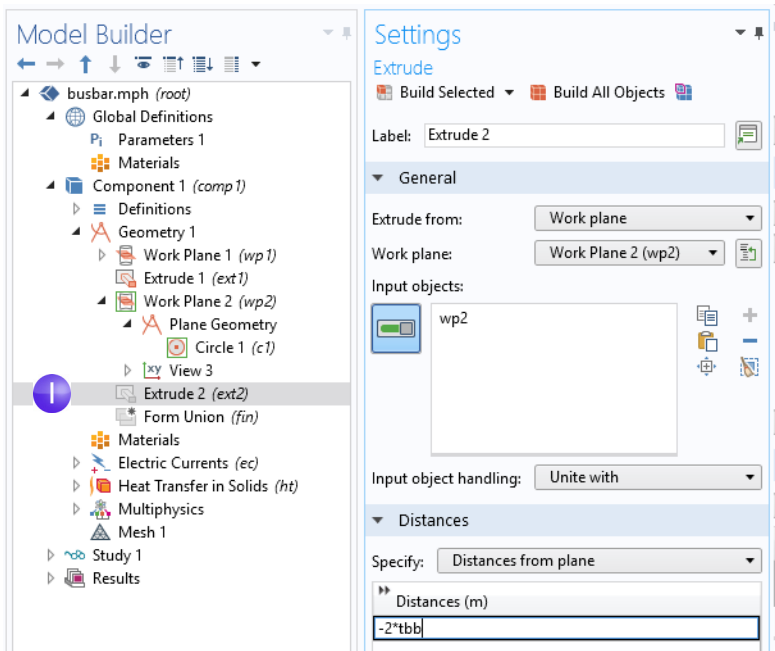 Model Builder
busbar.mph (root)
Global Definitions
Pi Parameters 1
Materials
Component 1 (comp1)
Definitions
Geometry 1
Work Plane 1 (wp1)
Extrude 1 (ext1)
Work Plane 2 (wp2)
Plane Geometry
Circle 1 (c1)
xy View 3
I
Extrude 2 (ext2)
Form Union (fin)
Materials
Electric Currents (ec)
Heat Transfer in Solids (ht)
Multiphysics
Mesh 1
Study 1
Results
Settings
Extrude
Build Selected
Build All Objects
Label: Extrude 2
General
Extrude from: Work plane
Work plane: Work Plane 2 (wp2)
Input objects:
wp2
Input object handling: Unite with
Distances
Specify: Distances from plane
Distances (m)
-2*tbb